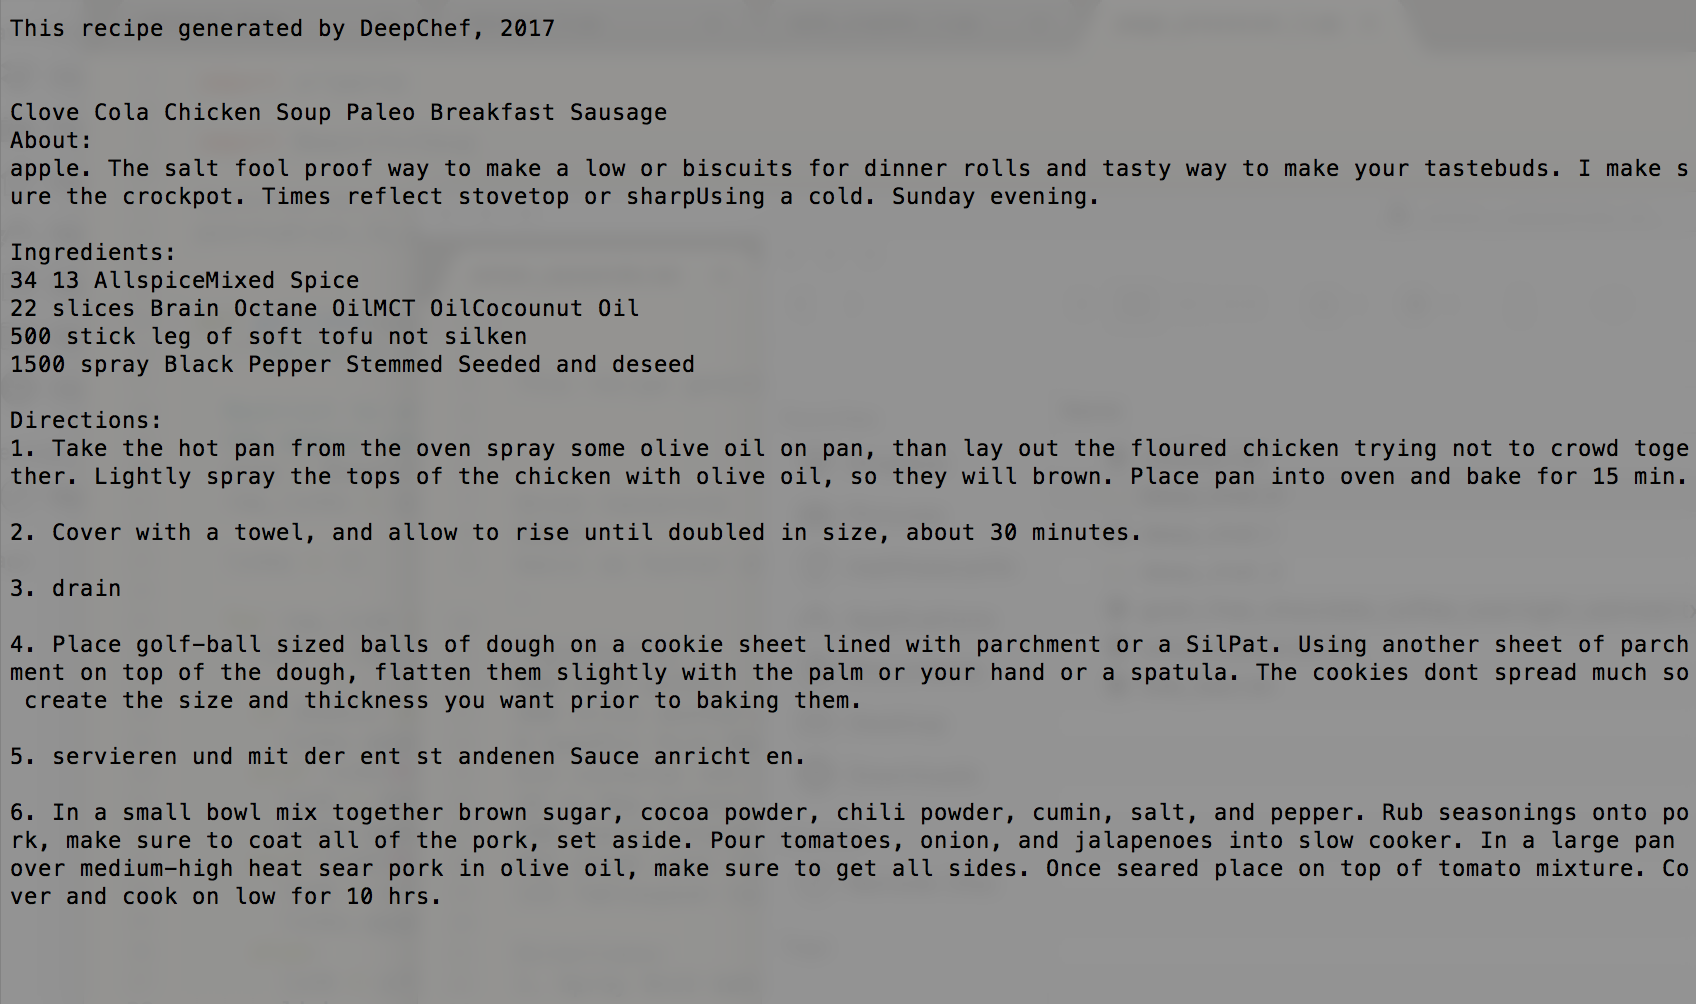 This recipe generated by DeepChef, 2017
Clove Cola Chicken Soup Paleo Breakfast Sausage
About:
apple. The salt fool proof way to make a low or biscuits for dinner rolls and tasty way to make your tastebuds. I make s
ure the crockpot. Times reflect stovetop or sharpUsing a cold. Sunday evening.
Ingredients:
34 13 AllspiceMixed Spice
22 slices Brain Octane OilMCT OilCocounut Oil
500 stick leg of soft tofu not silken
1500 spray Black Pepper Stemmed Seeded and deseed
Directions:
1. Take the hot pan from the oven spray some olive oil on pan, than lay out the floured chicken trying not to crowd toge
ther. Lightly spray the tops of the chicken with olive oil, so they will brown. Place pan into oven and bake for 15 min.
2. Cover with a towel, and allow to rise until doubled in size, about 30 minutes.
3. drain
4. Place golf-ball sized balls of dough on a cookie sheet lined with parchment or a SilPat. Using another sheet of parch
ment on top of the dough, flatten them slightly with the palm or your hand or a spatula. The cookies dont spread much so
 create the size and thickness you want prior to baking them.
5. servieren und mit der ent st andenen Sauce anricht en.
6. In a small bowl mix together brown sugar, cocoa powder, chili powder, cumin, salt, and pepper. Rub seasonings onto po
rk, make sure to coat all of the pork, set aside. Pour tomatoes, onion, and jalapenoes into slow cooker. In a large pan
over medium-high heat sear pork in olive oil, make sure to get all sides. Once seared place on top of tomato mixture. Co
ver and cook on low for 10 hrs.